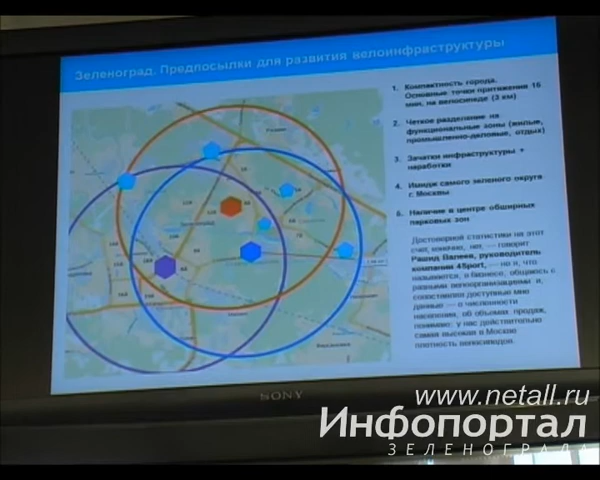 Зеленоград. Предпосылки для развития велоинфраструктуры
1. Компактность города.
Основные точки притяжения 15
мин. на велосипеде (3 км)
2. Четкое разделение на
функциональные зоны (жилые,
промышленно-деловые, отдых)
3. Зачатки инфраструктуры +
наработки
4. Имидж самого зеленого округа
г. Москвы
5. Наличие в центре обширных
парковых зон
Достоверной статистики на этот
счет, конечно, нет, — говорит
Рашид Валеев, руководитель
компании 4Sport, — но я, что
называется, в бизнесе, общаюсь с
разными велоорганизациями и,
сопоставляя доступные мне
данные — о численности
населения, об объемах продаж,
понимаю: у нас действительно
самая высокая в Москве
плотность велосипедов.
SONY
www.netall.ru
Инфопортал
ЗЕЛЕНОГРАДА